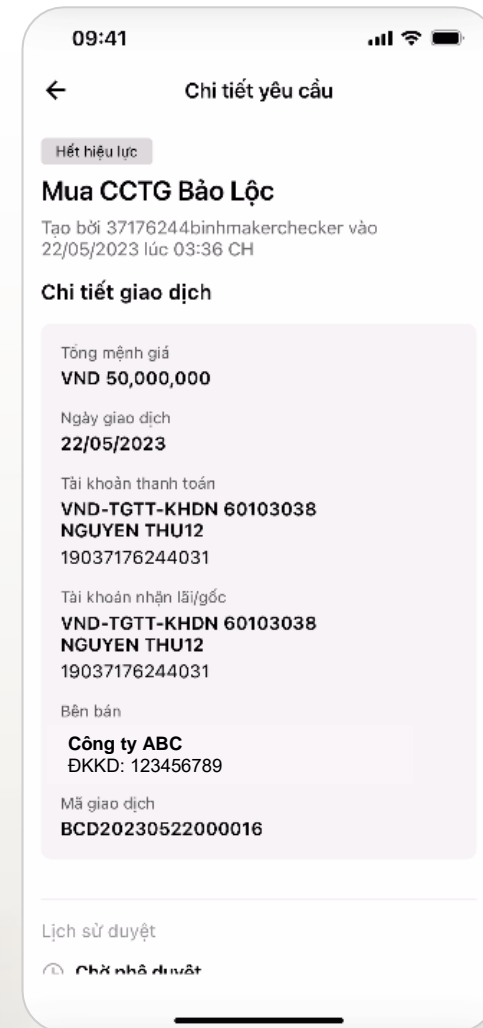 09:41
Chi tiết yêu cầu
Hết hiệu lực
Mua CCTG Bảo Lộc
Tạo bởi 37176244binhmakerchecker vào
22/05/2023 lúc 03:36 CH
Chi tiết giao dịch
Tổng mệnh giá
VND 50,000,000
Ngày giao dịch
22/05/2023
Tài khoản thanh toán
VND-TGTT-KHDN 60103038
NGUYEN THU12
19037176244031
Tài khoản nhận lãi/gốc
VND-TGTT-KHDN 60103038
NGUYEN THU12
19037176244031
Bên bán
Công ty ABC
ĐKKD: 123456789
Mã giao dịch
BCD20230522000016
Lịch sử duyệt
Chờ phê duyệt